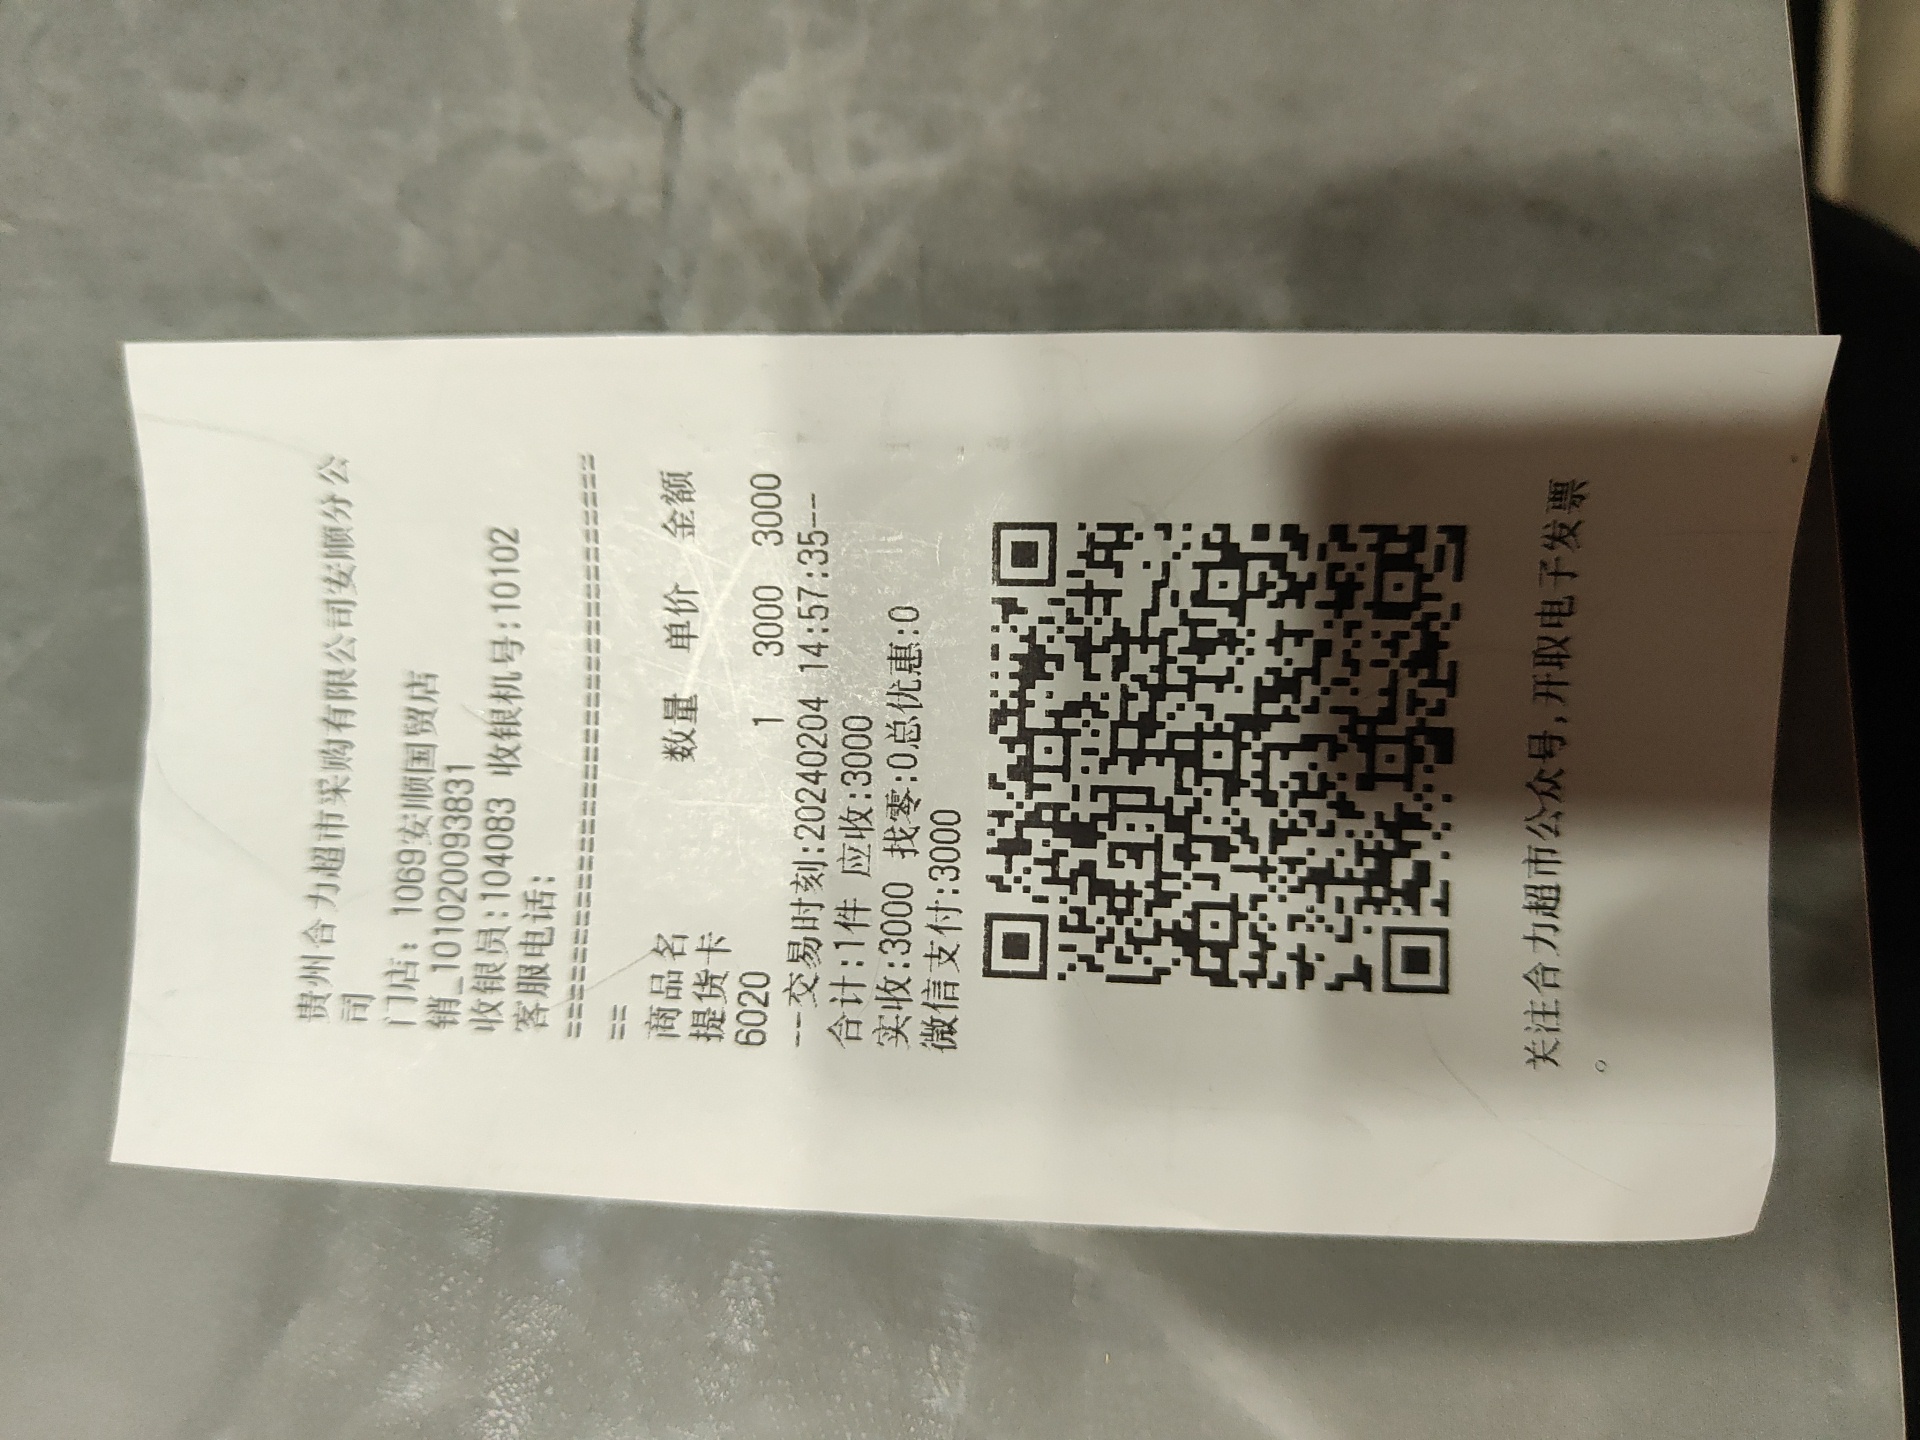 贵州合力超市采购有限公司安顺分公
司
门店: 1069安顺国贸店
销_101020093831
收银员:104083 收银机号:10102
客服电话:
==========================================
==
商品名 数量 单价 金额
提货卡
6020 1 3000 3000
---交易时刻:20240204 14:57:35---
合计:1件 应收:3000
实收:3000 找零:0总优惠:0
微信支付:3000
关注合力超市公众号,开取电子发票
。